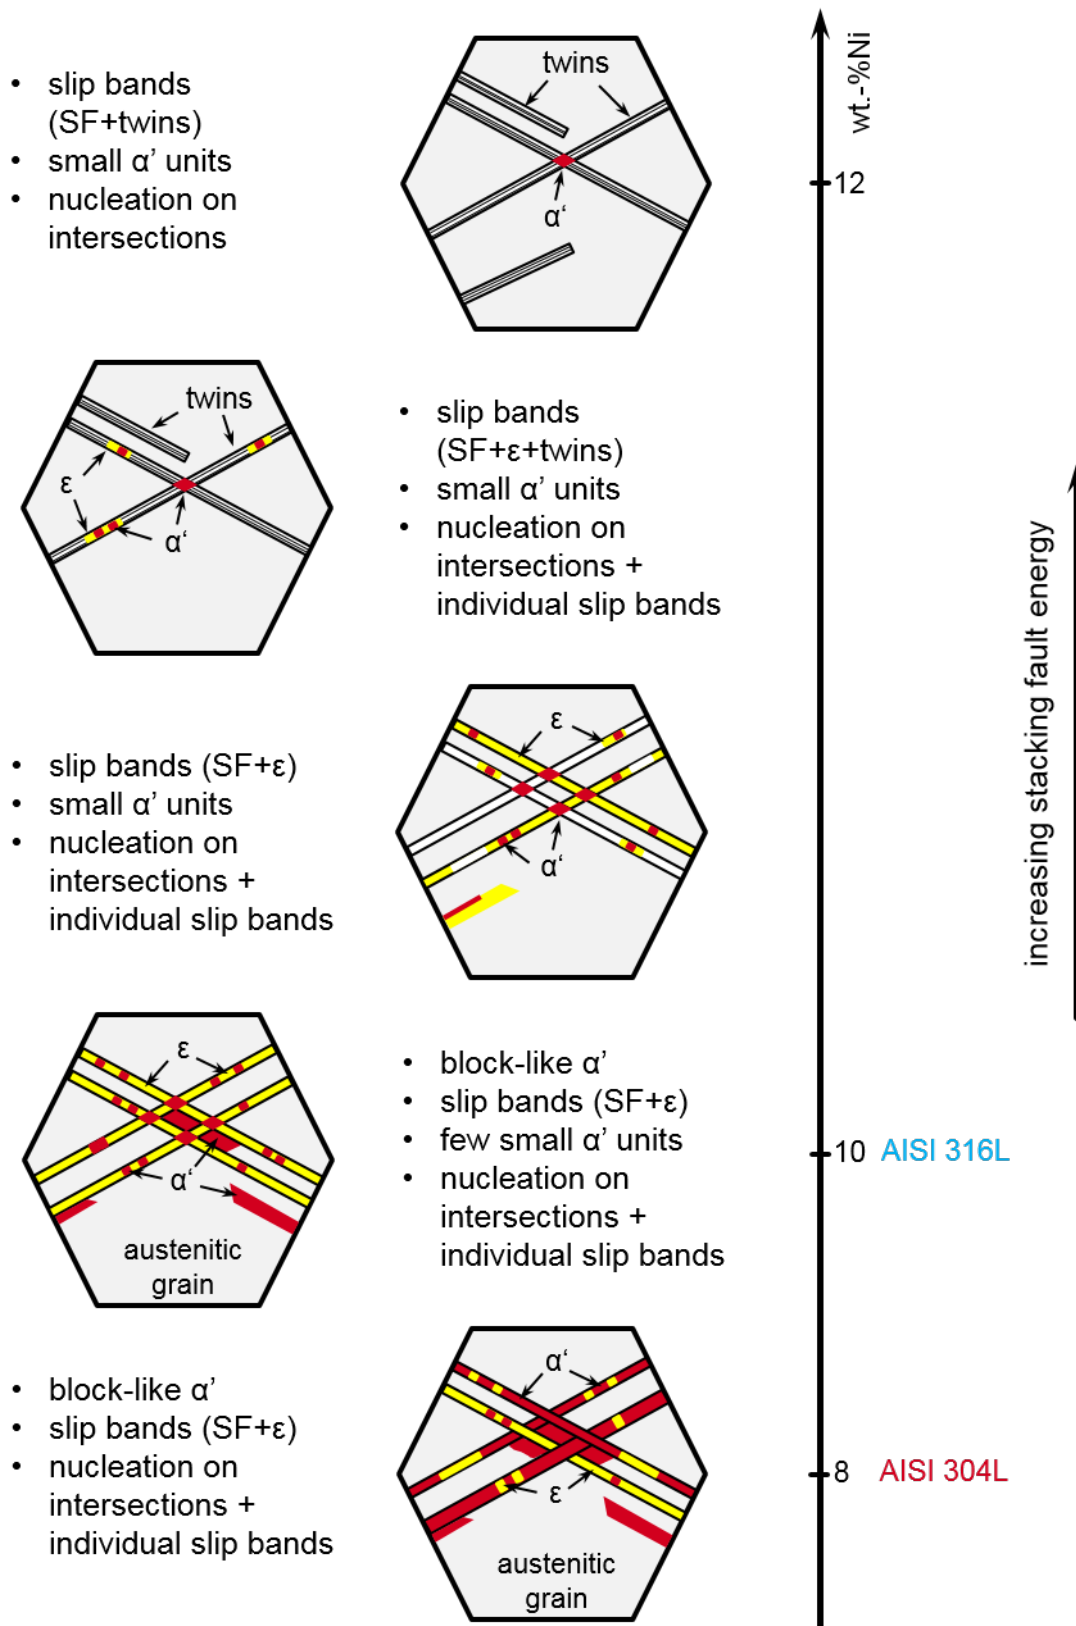 • slip bands
(SF+twins)
• small α’ units
• nucleation on
intersections
twins
α‘
wt.-%Ni
12
twins
ε
α‘
• slip bands
(SF+ε+twins)
• small α’ units
• nucleation on
intersections +
individual slip bands
increasing stacking fault energy
• slip bands (SF+ε)
• small α’ units
• nucleation on
intersections +
individual slip bands
ε
α‘
ε
α‘
austenitic
grain
• block-like α’
• slip bands (SF+ε)
• few small α’ units
• nucleation on
intersections +
individual slip bands
10 AISI 316L
• block-like α’
• slip bands (SF+ε)
• nucleation on
intersections +
individual slip bands
α‘
ε
austenitic
grain
8 AISI 304L